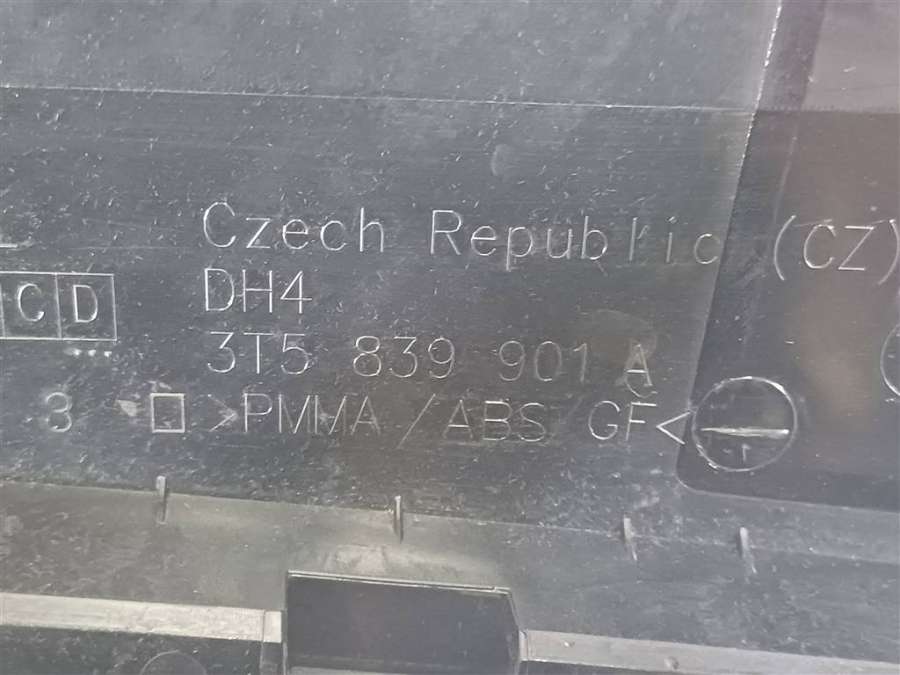 Czech Republic (CZ)
DH4
C D
3T5 839 901 A
3 >PMMA/ABS GF<